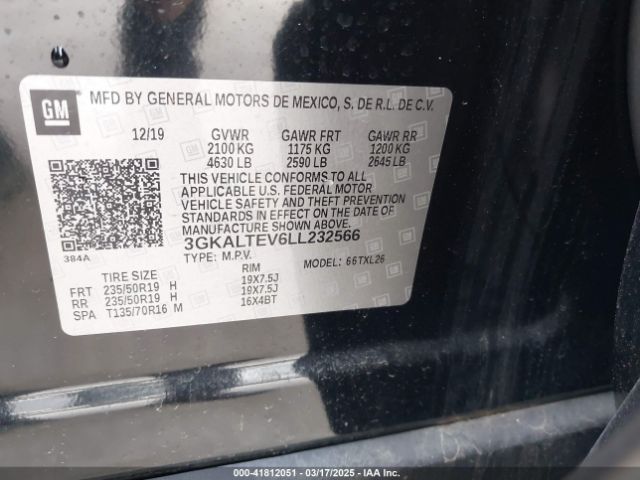 GM
MFD BY GENERAL MOTORS DE MEXICO, S. DE R.L. DE C.V.
12/19 GVWR GAWR FRT GAWR RR
2100 KG 1175 KG 1200 KG
4630 LB 2590 LB 2645 LB
THIS VEHICLE CONFORMS TO ALL
APPLICABLE U.S. FEDERAL MOTOR
VEHICLE SAFETY AND THEFT PREVENTION
STANDARDS IN EFFECT ON THE DATE OF
MANUFACTURE SHOWN ABOVE.
384A 3GKALTEV6LL232566
TYPE: M.P.V. MODEL: 66TXL26
TIRE SIZE RIM
FRT 235/50R19 H 19X7.5J
RR 235/50R19 H 19X7.5J
SPA T135/70R16 M 16X4BT
000-41812051 - 03/17/2025 - IAA Inc.